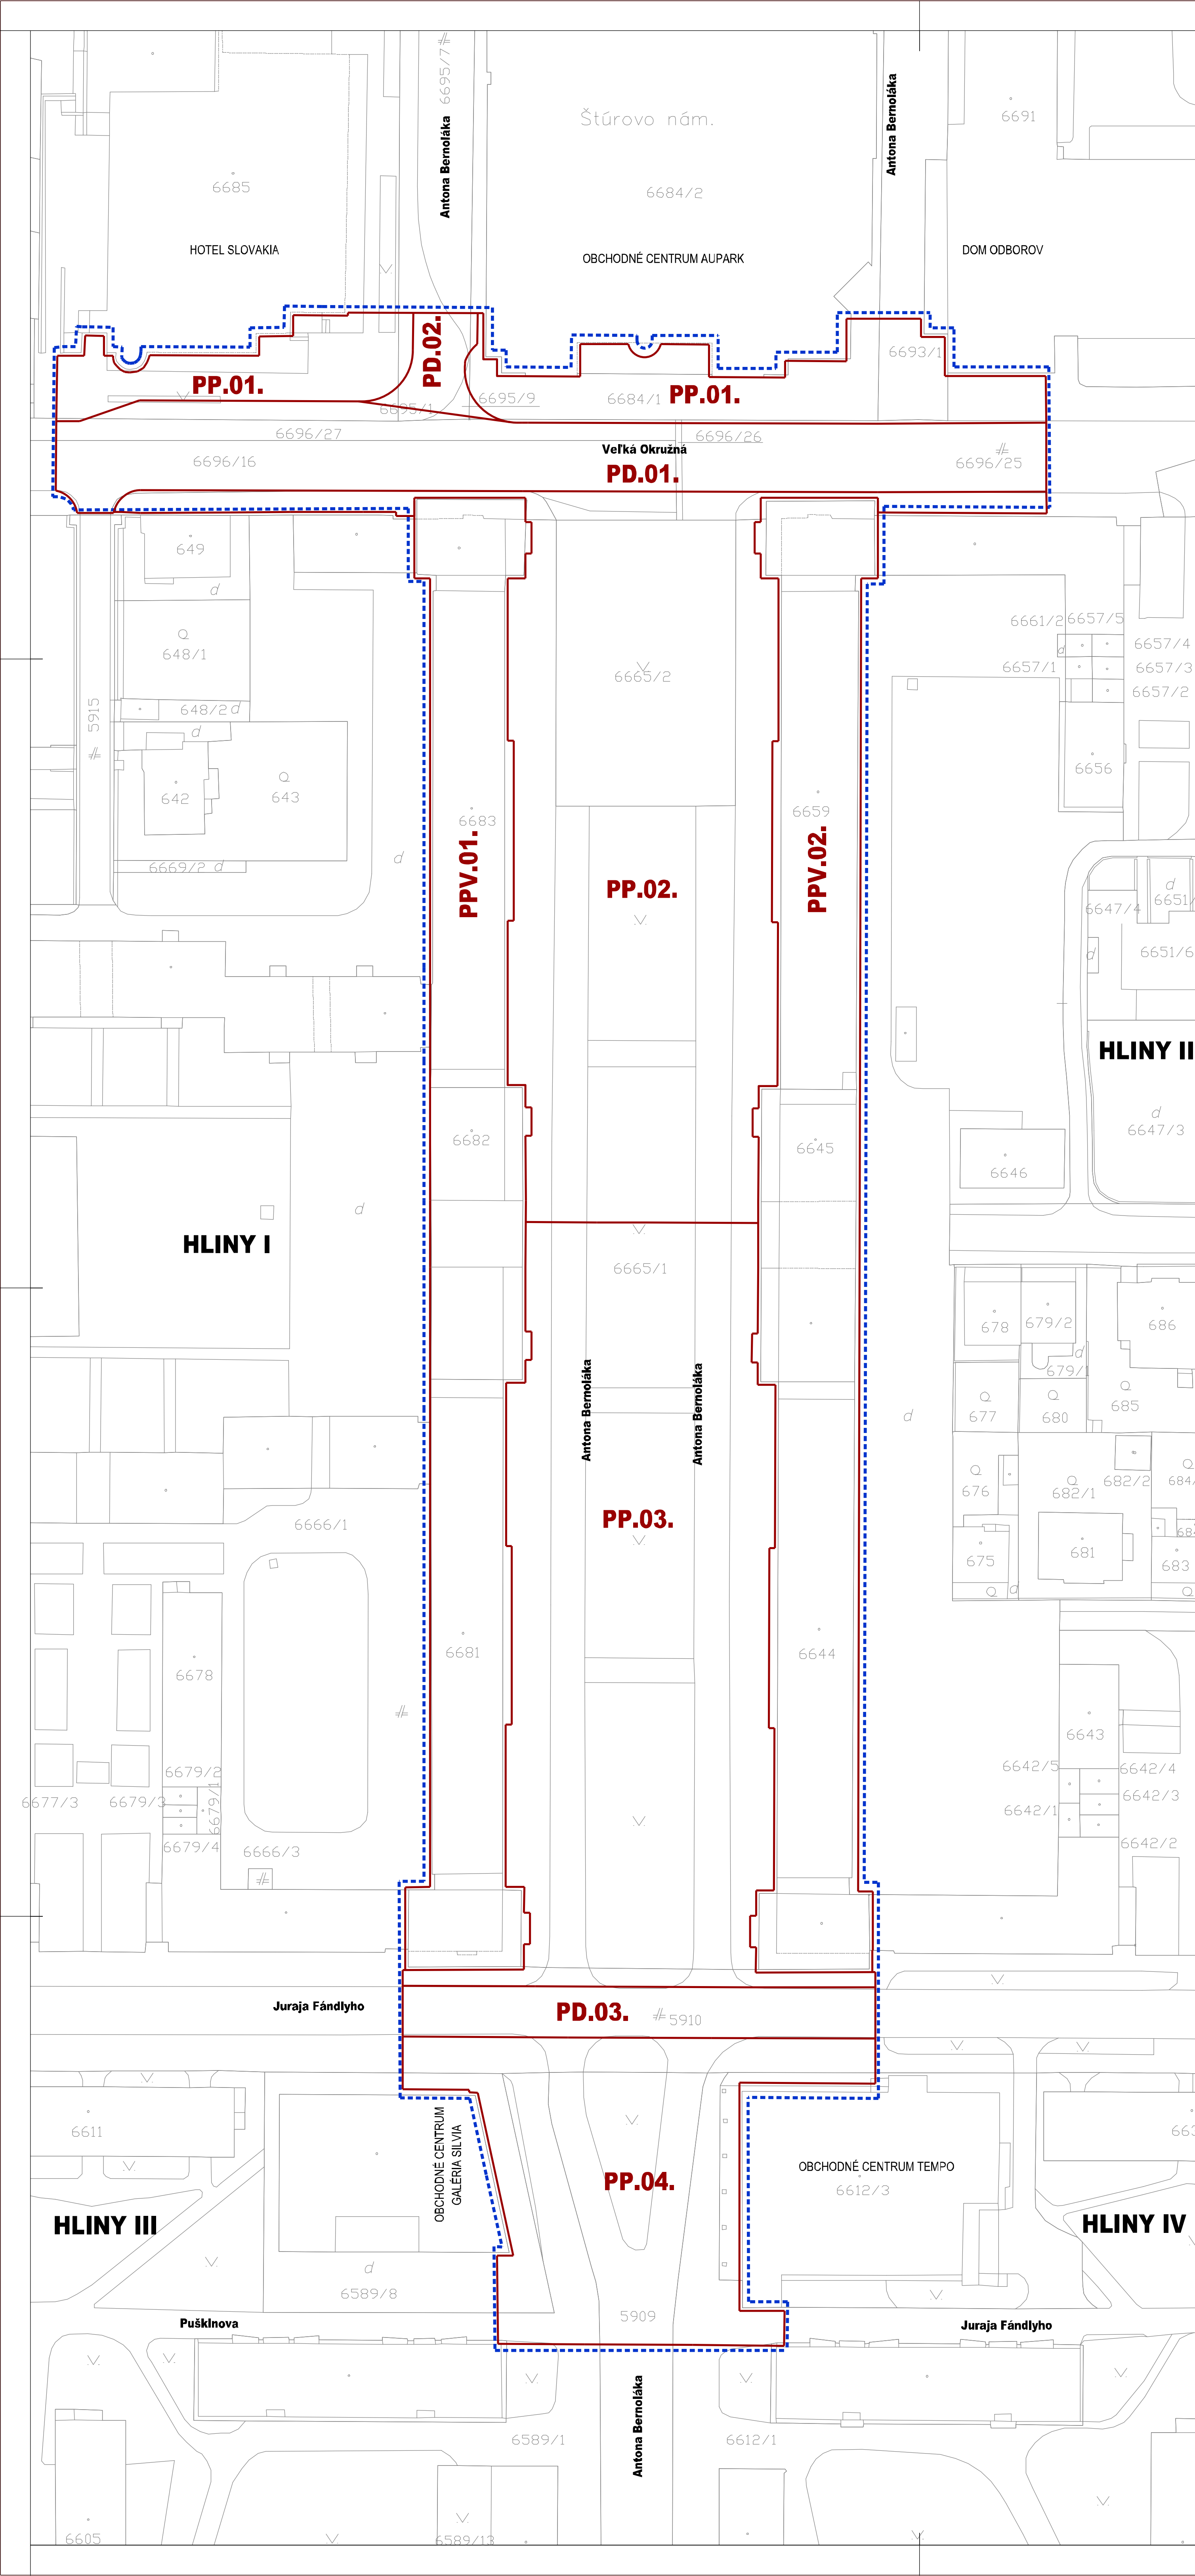 Antona Bernoláka
6695/7
Štúrovo nám.
Antona Bernoláka
6691
6685
6684/2
HOTEL SLOVAKIA
OBCHODNÉ CENTRUM AUPARK
DOM ODBOROV
PD.02.
6693/1
PP.01.
6695/1
6695/9
6684/1
PP.01.
6696/27
6696/26
Veľká Okružná
6696/16
PD.01.
6696/25
649
d
Q
648/1
6661/2
6657/5
6657/4
6657/1
6657/3
6665/2
6657/2
648/2
d
5915
d
Q
642
643
6656
6683
6659
6669/2
d
d
PPV.01.
PPV.02.
PP.02.
d
6647/4
6651/
d
6651/6
HLINY II
d
6647/3
6682
6645
6646
d
HLINY I
6665/1
678
679/2
686
d
679/1
Antona Bernoláka
Antona Bernoláka
Q
677
Q
680
Q
685
d
Q
676
Q
682/1
682/2
Q
684/
PP.03.
6666/1
675
681
683
Q
d
Q
6681
6644
6678
6643
6679/2
6642/5
6642/4
6677/3
6679/3
6679/1
6642/1
6642/3
6679/4
6666/3
6642/2
Juraja Fándlyho
PD.03.
5910
6611
OBCHODNÉ CENTRUM
GALÉRIA SILVIA
OBCHODNÉ CENTRUM TEMPO
PP.04.
6612/3
HLINY III
HLINY IV
d
6589/8
Puškinova
5909
Juraja Fándlyho
Antona Bernoláka
6589/1
6612/1
6605
6589/13